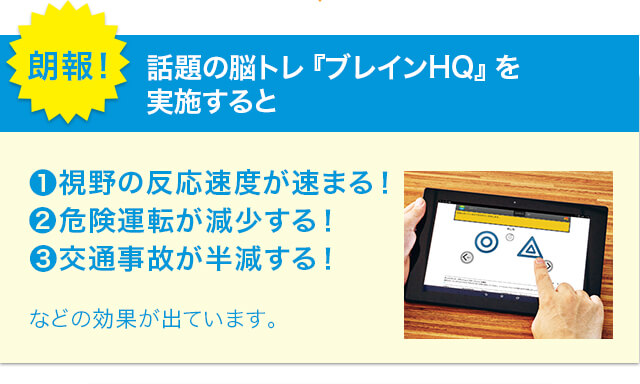 朗報！
話題の脳トレ『ブレインHQ』を
実施すると
❶視野の反応速度が速まる！
❷危険運転が減少する！
❸交通事故が半減する！
などの効果が出ています。